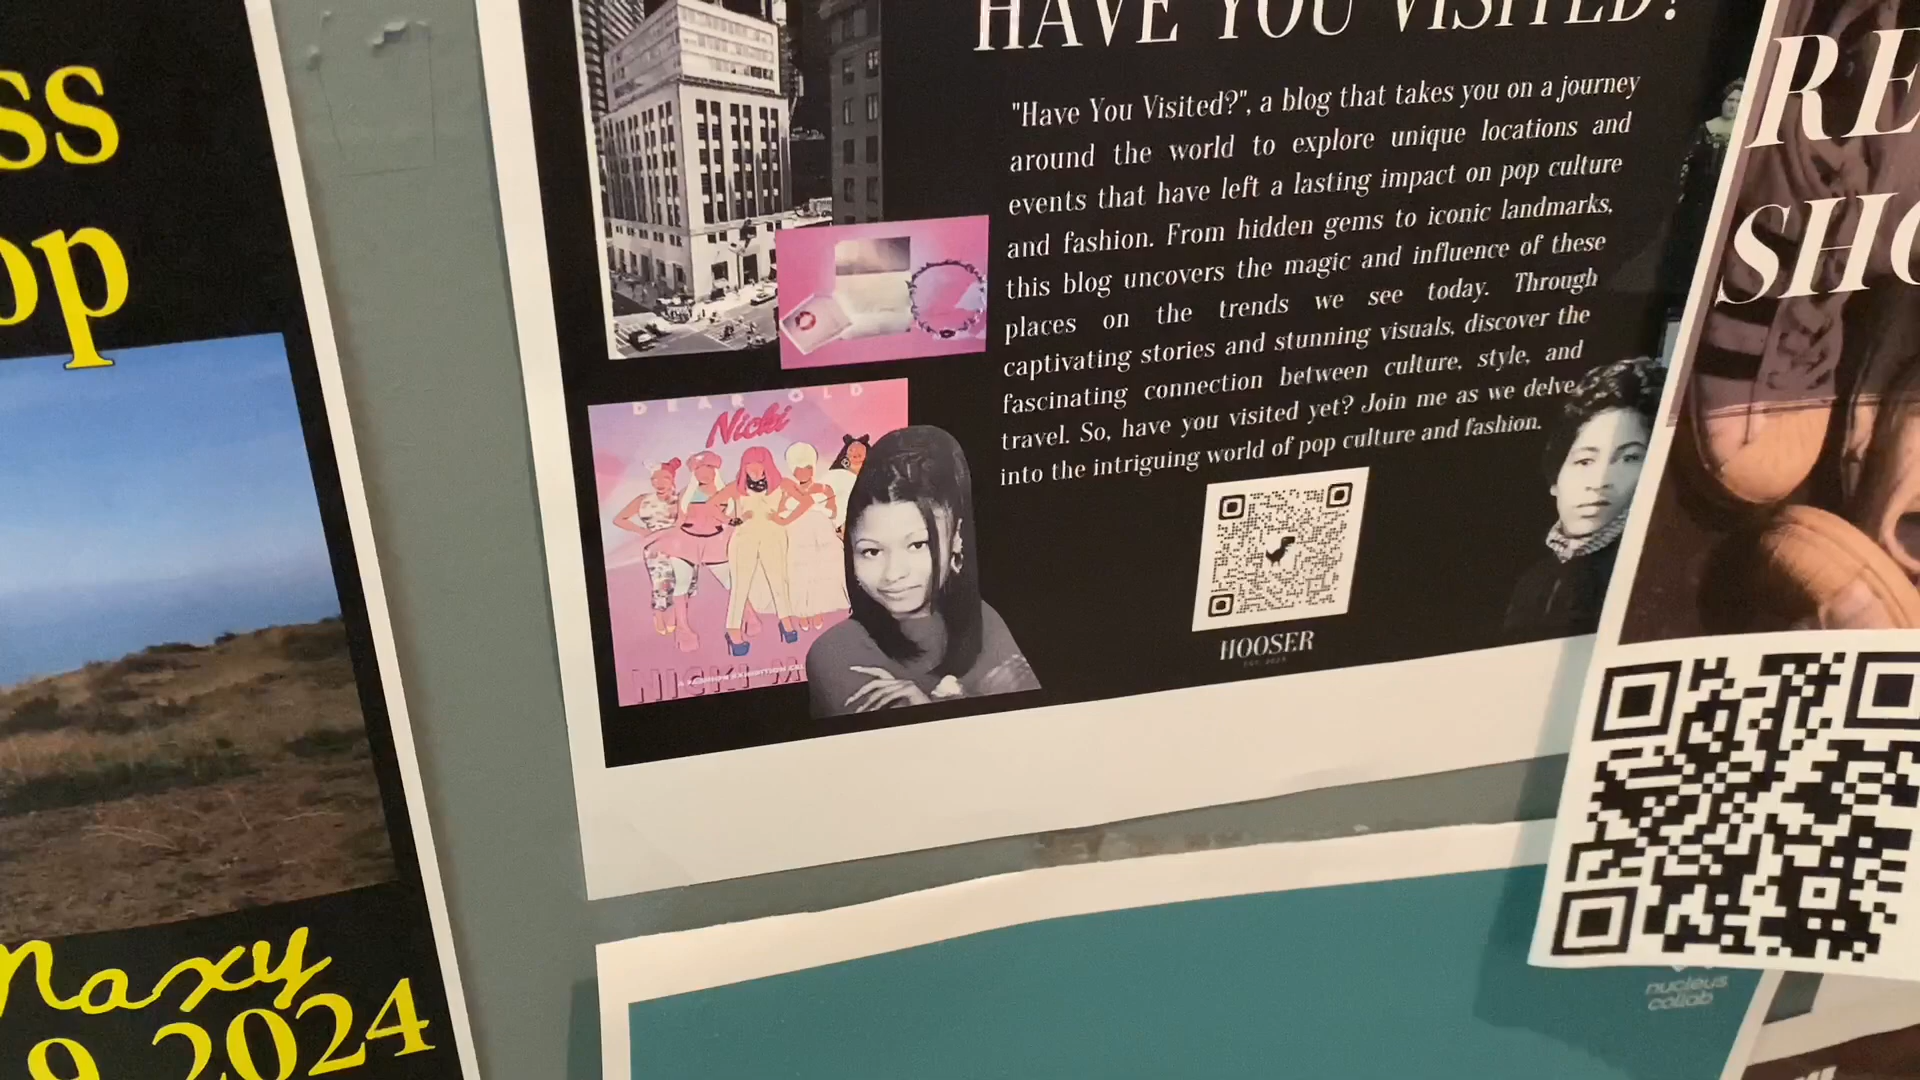 ss
op
naxy
9 2024
HAVE YOU VISITED?
"Have You Visited?", a blog that takes you on a journey
around the world to explore unique locations and
events that have left a lasting impact on pop culture
and fashion. From hidden gems to iconic landmarks,
this blog uncovers the magic and influence of these
places on the trends we see today. Through
captivating stories and stunning visuals, discover the
fascinating connection between culture, style, and
travel. So, have you visited yet? Join me as we delve
into the intriguing world of pop culture and fashion.
DEAR OLD
Nicki
NICKI M
HOOSER
RE
SHO
nucleus
collab